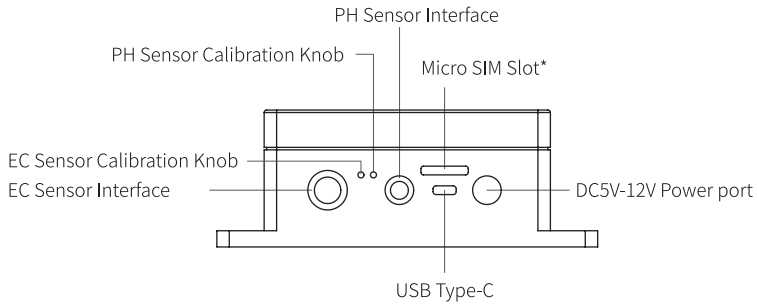 PH Sensor Interface
PH Sensor Calibration Knob
Micro SIM Slot*
EC Sensor Calibration Knob
EC Sensor Interface
DC5V-12V Power port
USB Type-C